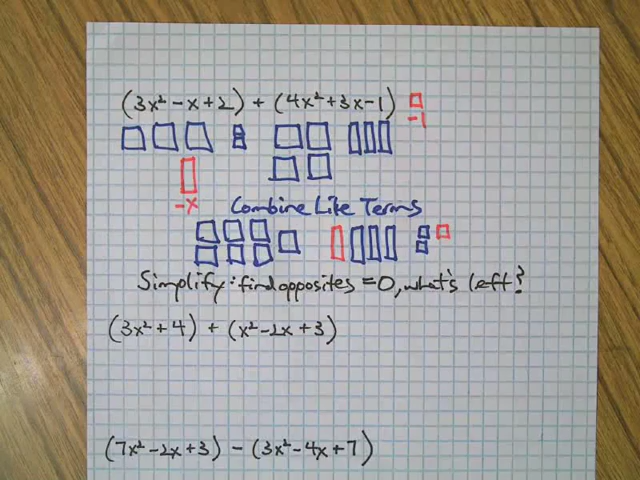 (3x² - x + 2) + (4x² + 3x - 1)
-1
-x
Combine Like Terms
Simplify: find opposites = 0, what's left?
(3x² + 4) + (x² - 2x + 3)
(7x² - 2x + 3) - (3x² - 4x + 7)